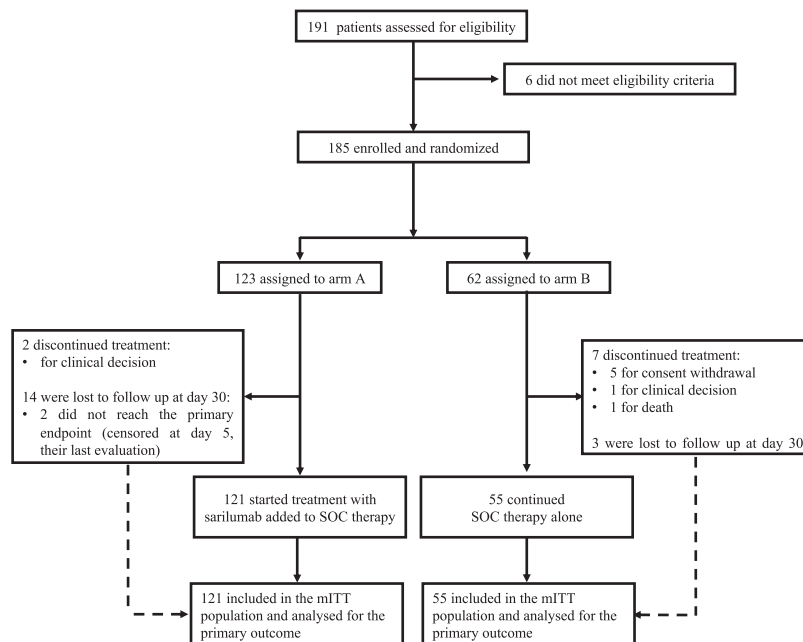 191 patients assessed for eligibility
6 did not meet eligibility criteria
185 enrolled and randomized
123 assigned to arm A
62 assigned to arm B
2 discontinued treatment:
• for clinical decision
14 were lost to follow up at day 30:
• 2 did not reach the primary
endpoint (censored at day 5,
their last evaluation)
7 discontinued treatment:
• 5 for consent withdrawal
• 1 for clinical decision
• 1 for death
3 were lost to follow up at day 30
121 started treatment with
sarilumab added to SOC therapy
55 continued
SOC therapy alone
121 included in the mITT
population and analysed for the
primary outcome
55 included in the mITT
population and analysed for the
primary outcome